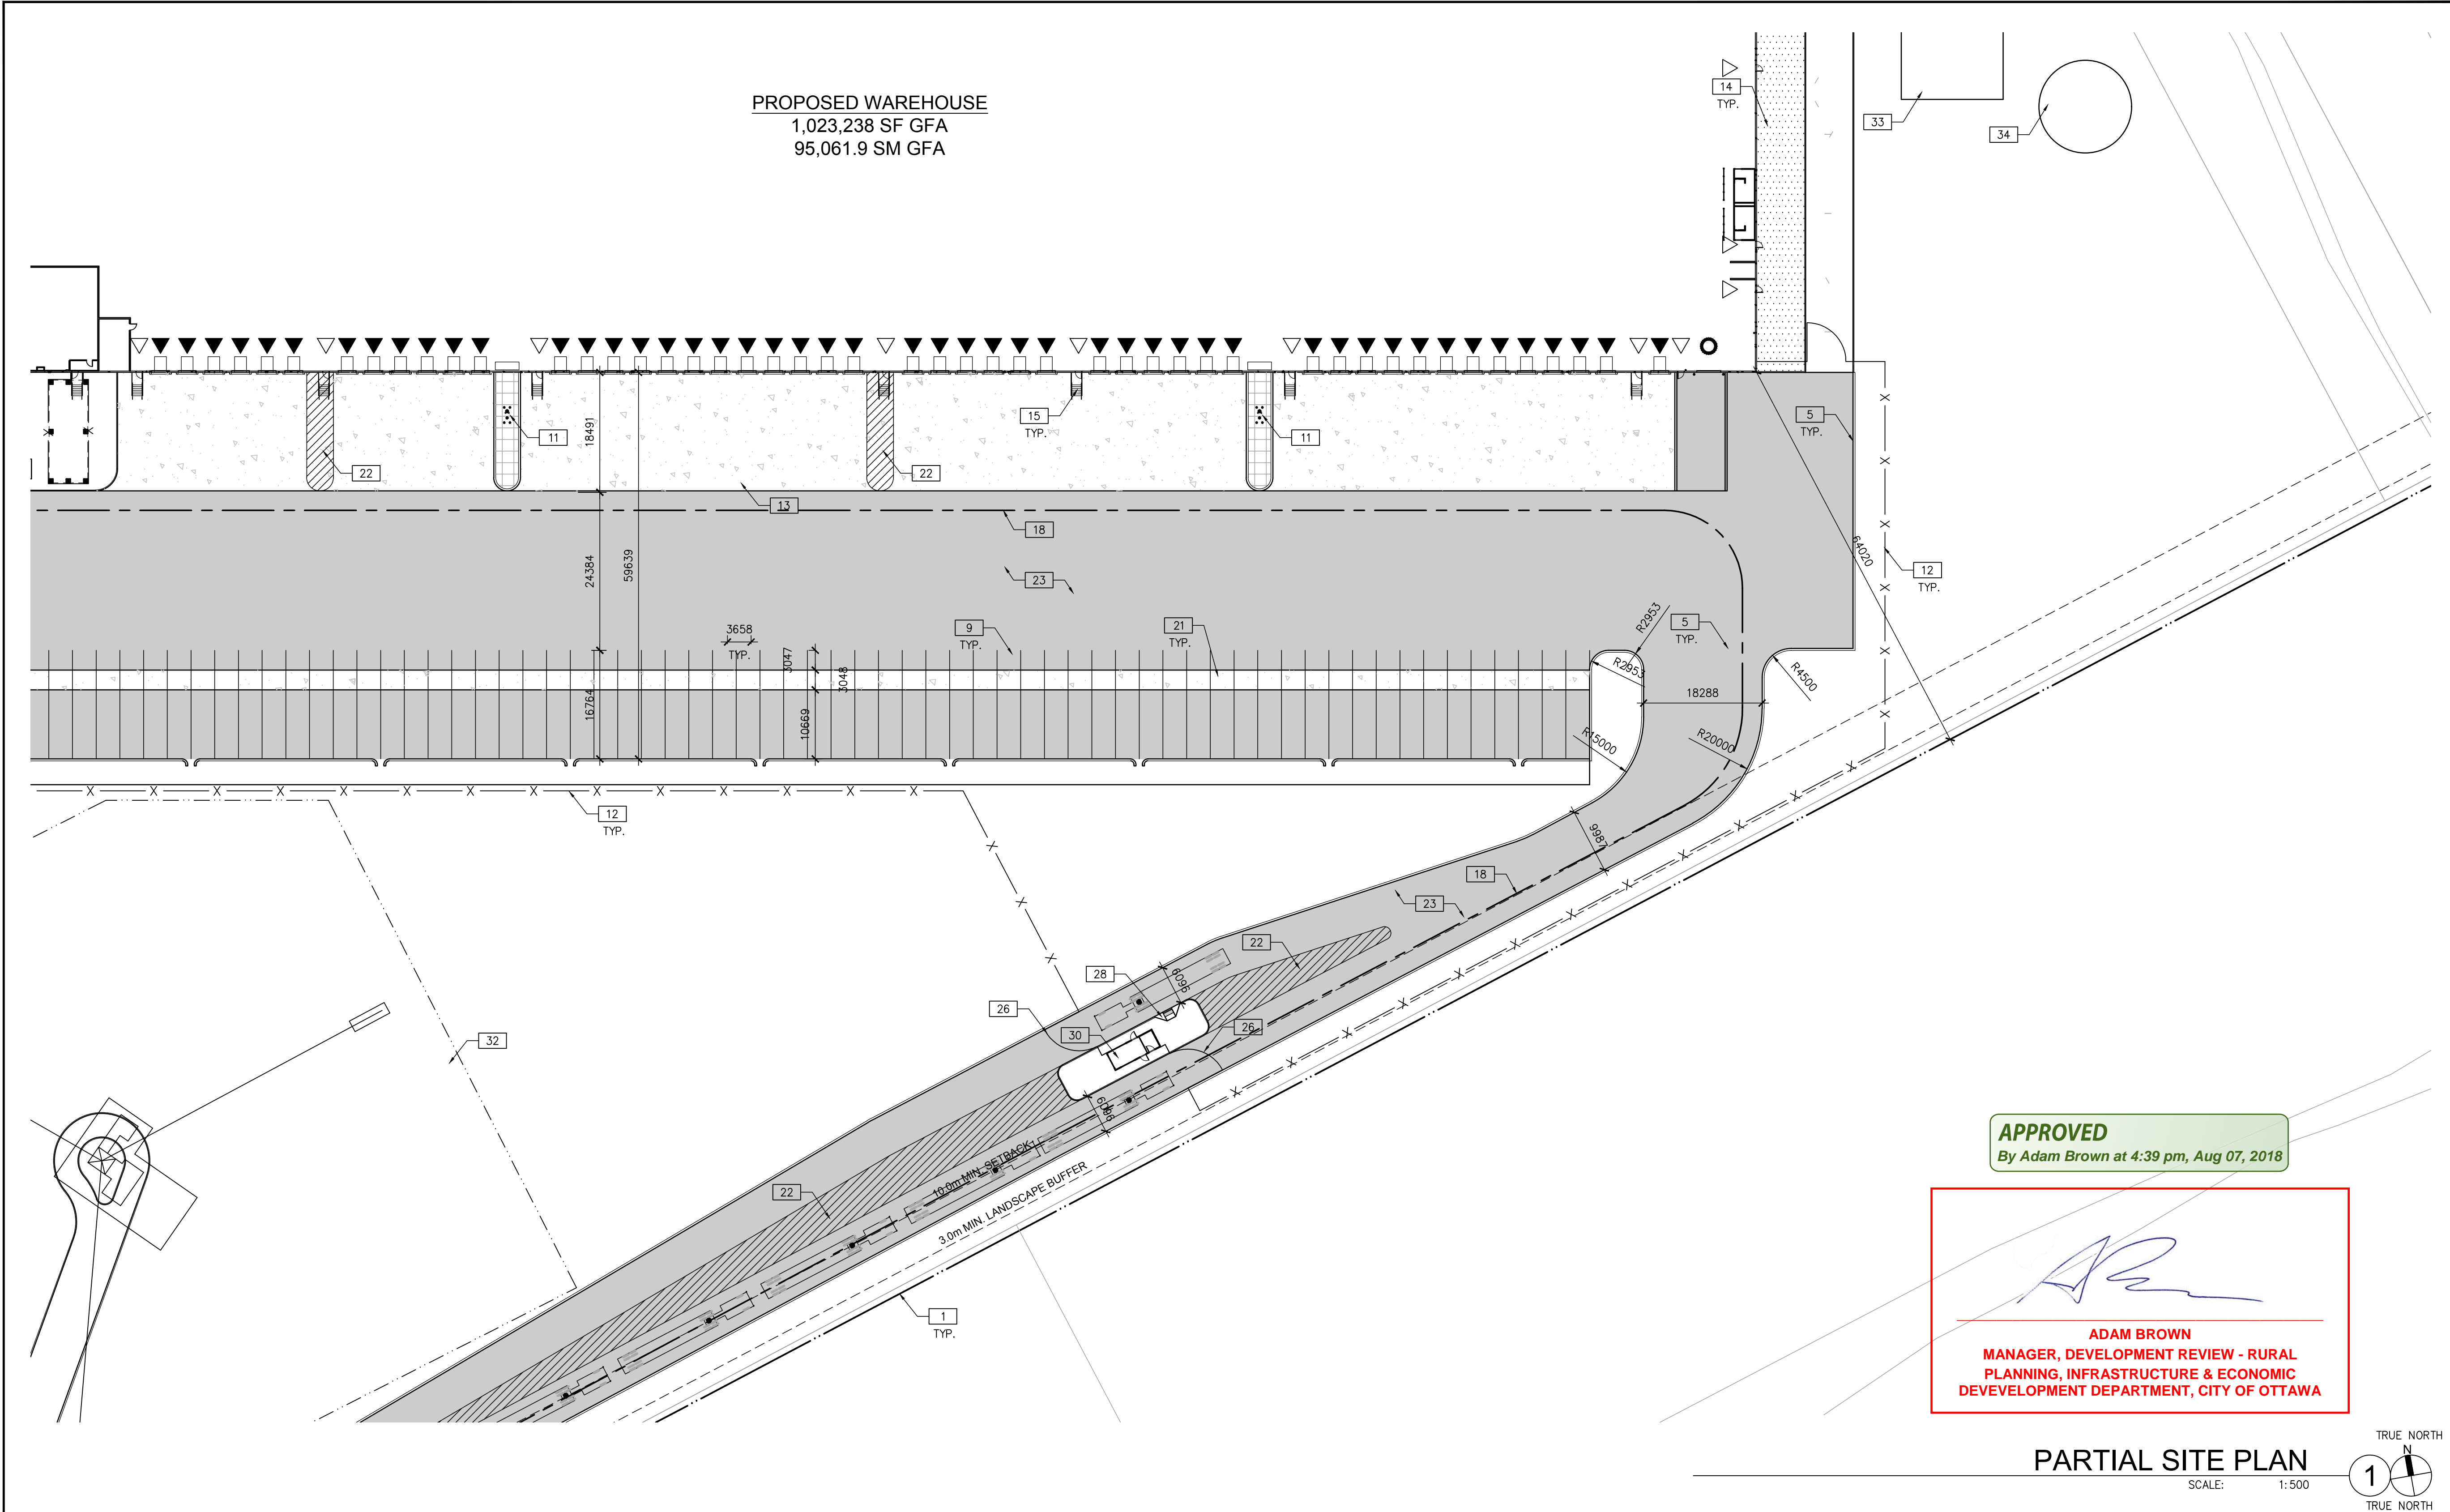 PROPOSED WAREHOUSE
1,023,238 SF GFA
95,061.9 SM GFA
14
TYP.
33
34
15
TYP.
5
TYP.
11
11
18491
22
22
13
18
24384
59639
23
12
TYP.
64020
3658
TYP.
9
TYP.
21
TYP.
R2953
5
TYP.
3047
3048
R2953
R4500
16764
10669
18288
R15000
R20000
12
TYP.
9987
18
23
22
28
6096
26
30
26
32
6096
10.0m MIN. SETBACK
22
3.0m MIN. LANDSCAPE BUFFER
1
TYP.
APPROVED
By Adam Brown at 4:39 pm, Aug 07, 2018
ADAM BROWN
MANAGER, DEVELOPMENT REVIEW - RURAL
PLANNING, INFRASTRUCTURE & ECONOMIC
DEVEVELOPMENT DEPARTMENT, CITY OF OTTAWA
TRUE NORTH
N
PARTIAL SITE PLAN
1
SCALE: 1:500
TRUE NORTH